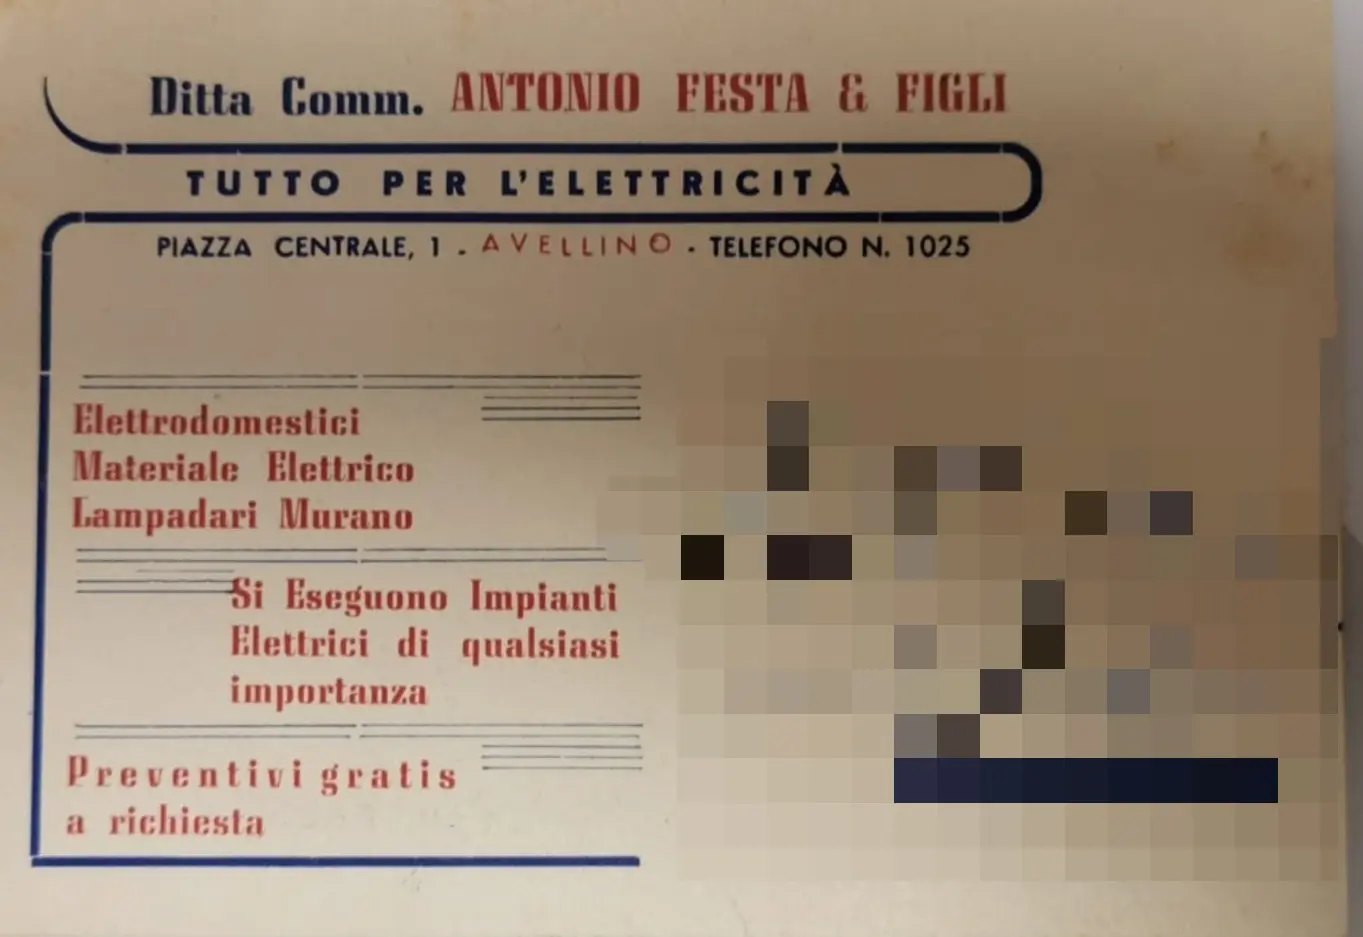 Ditta Comm. ANTONIO FESTA & FIGLI
TUTTO PER L'ELETTRICITÀ
PIAZZA CENTRALE, 1 - AVELLINO - TELEFONO N. 1025
Elettrodomestici
Materiale Elettrico
Lampadari Murano
Si Eseguono Impianti
Elettrici di qualsiasi
importanza
Preventivi gratis
a richiesta